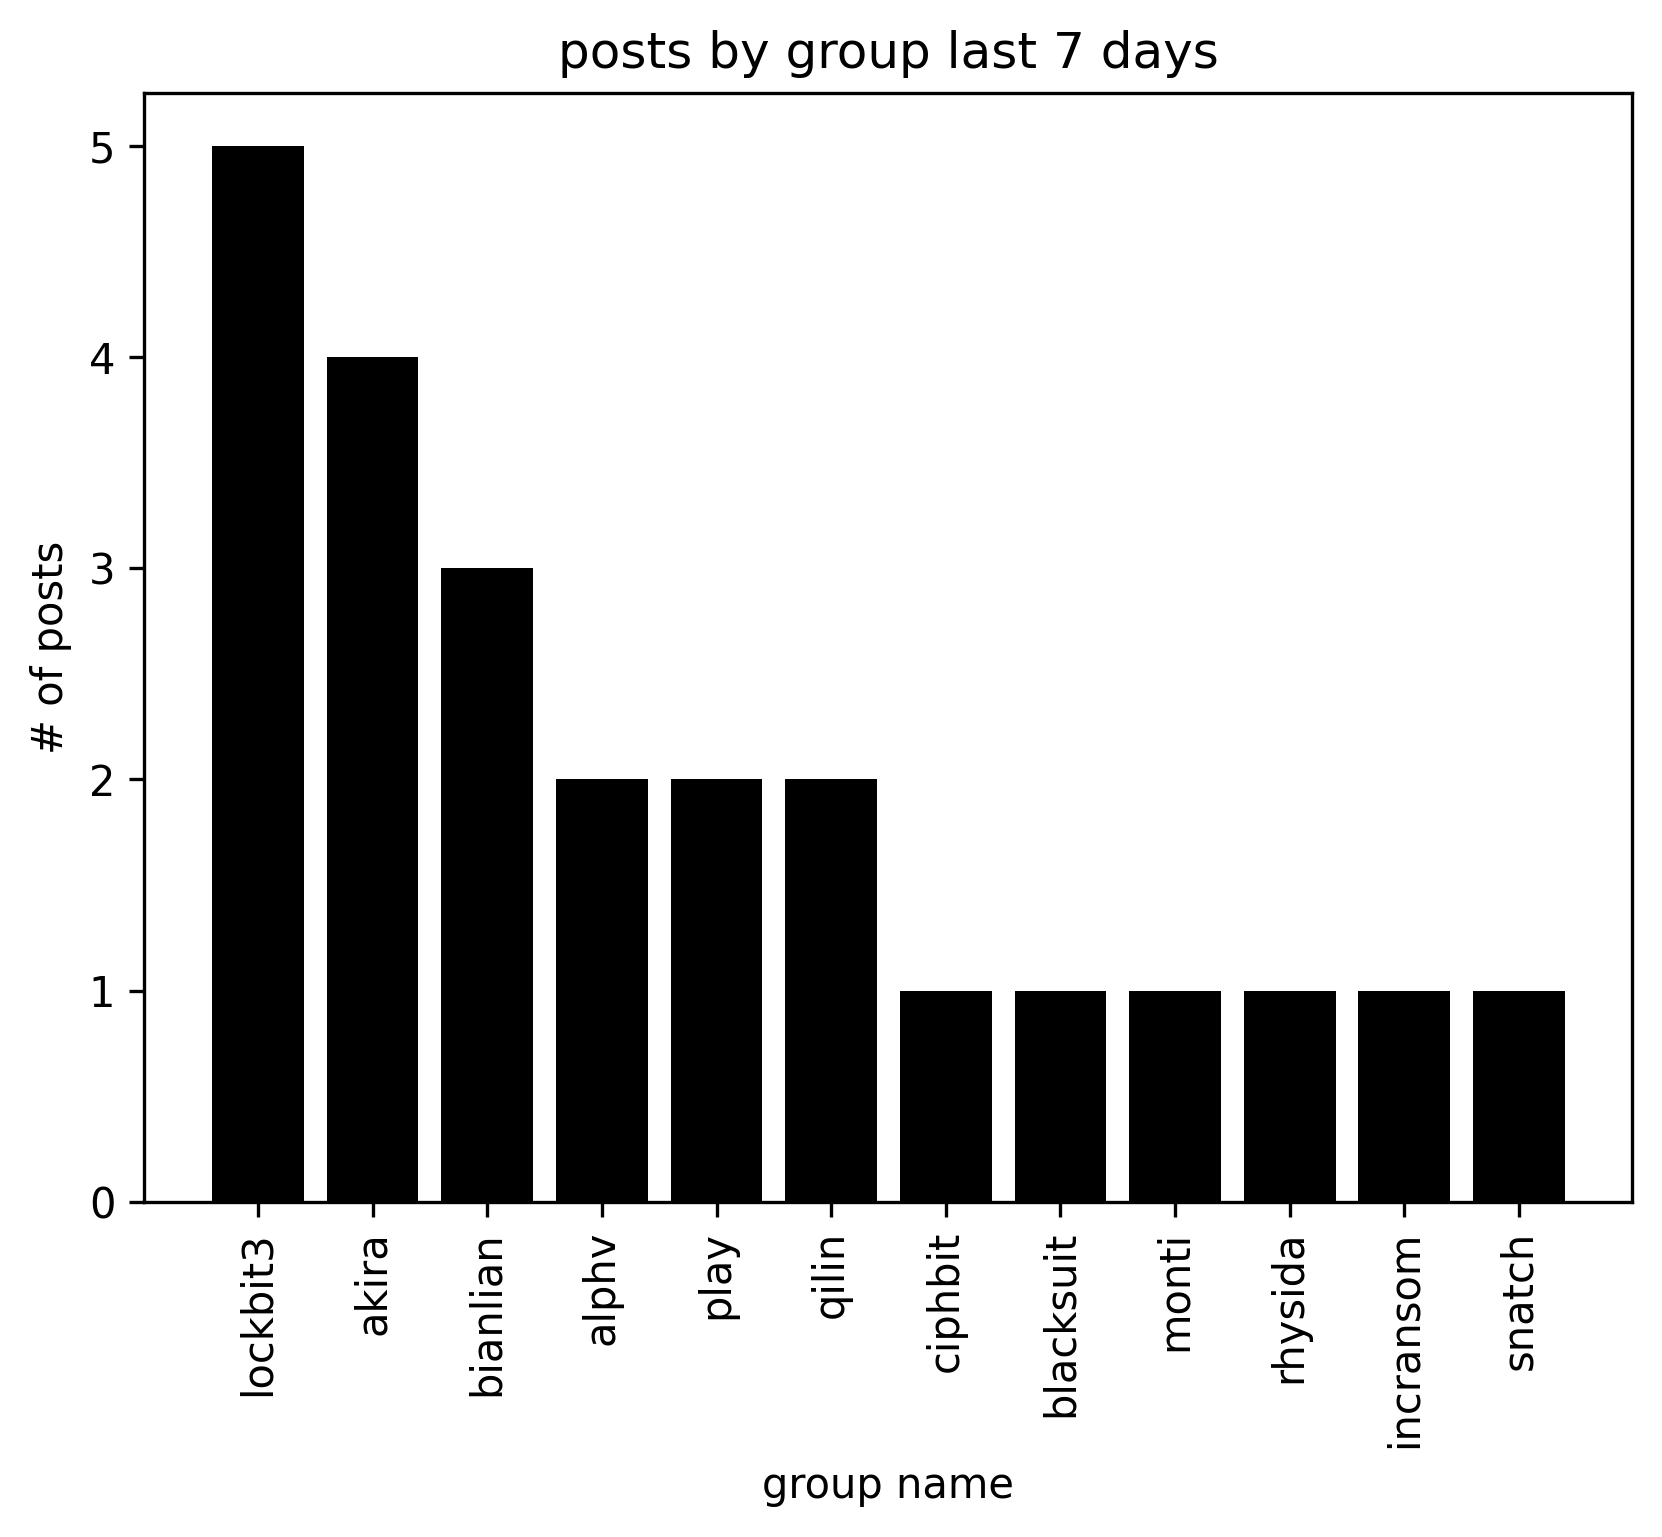 posts by group last 7 days
# of posts
5
4
3
2
1
0
lockbit3
akira
bianlian
alphv
play
qilin
ciphbit
blacksuit
monti
rhysida
incransom
snatch
group name